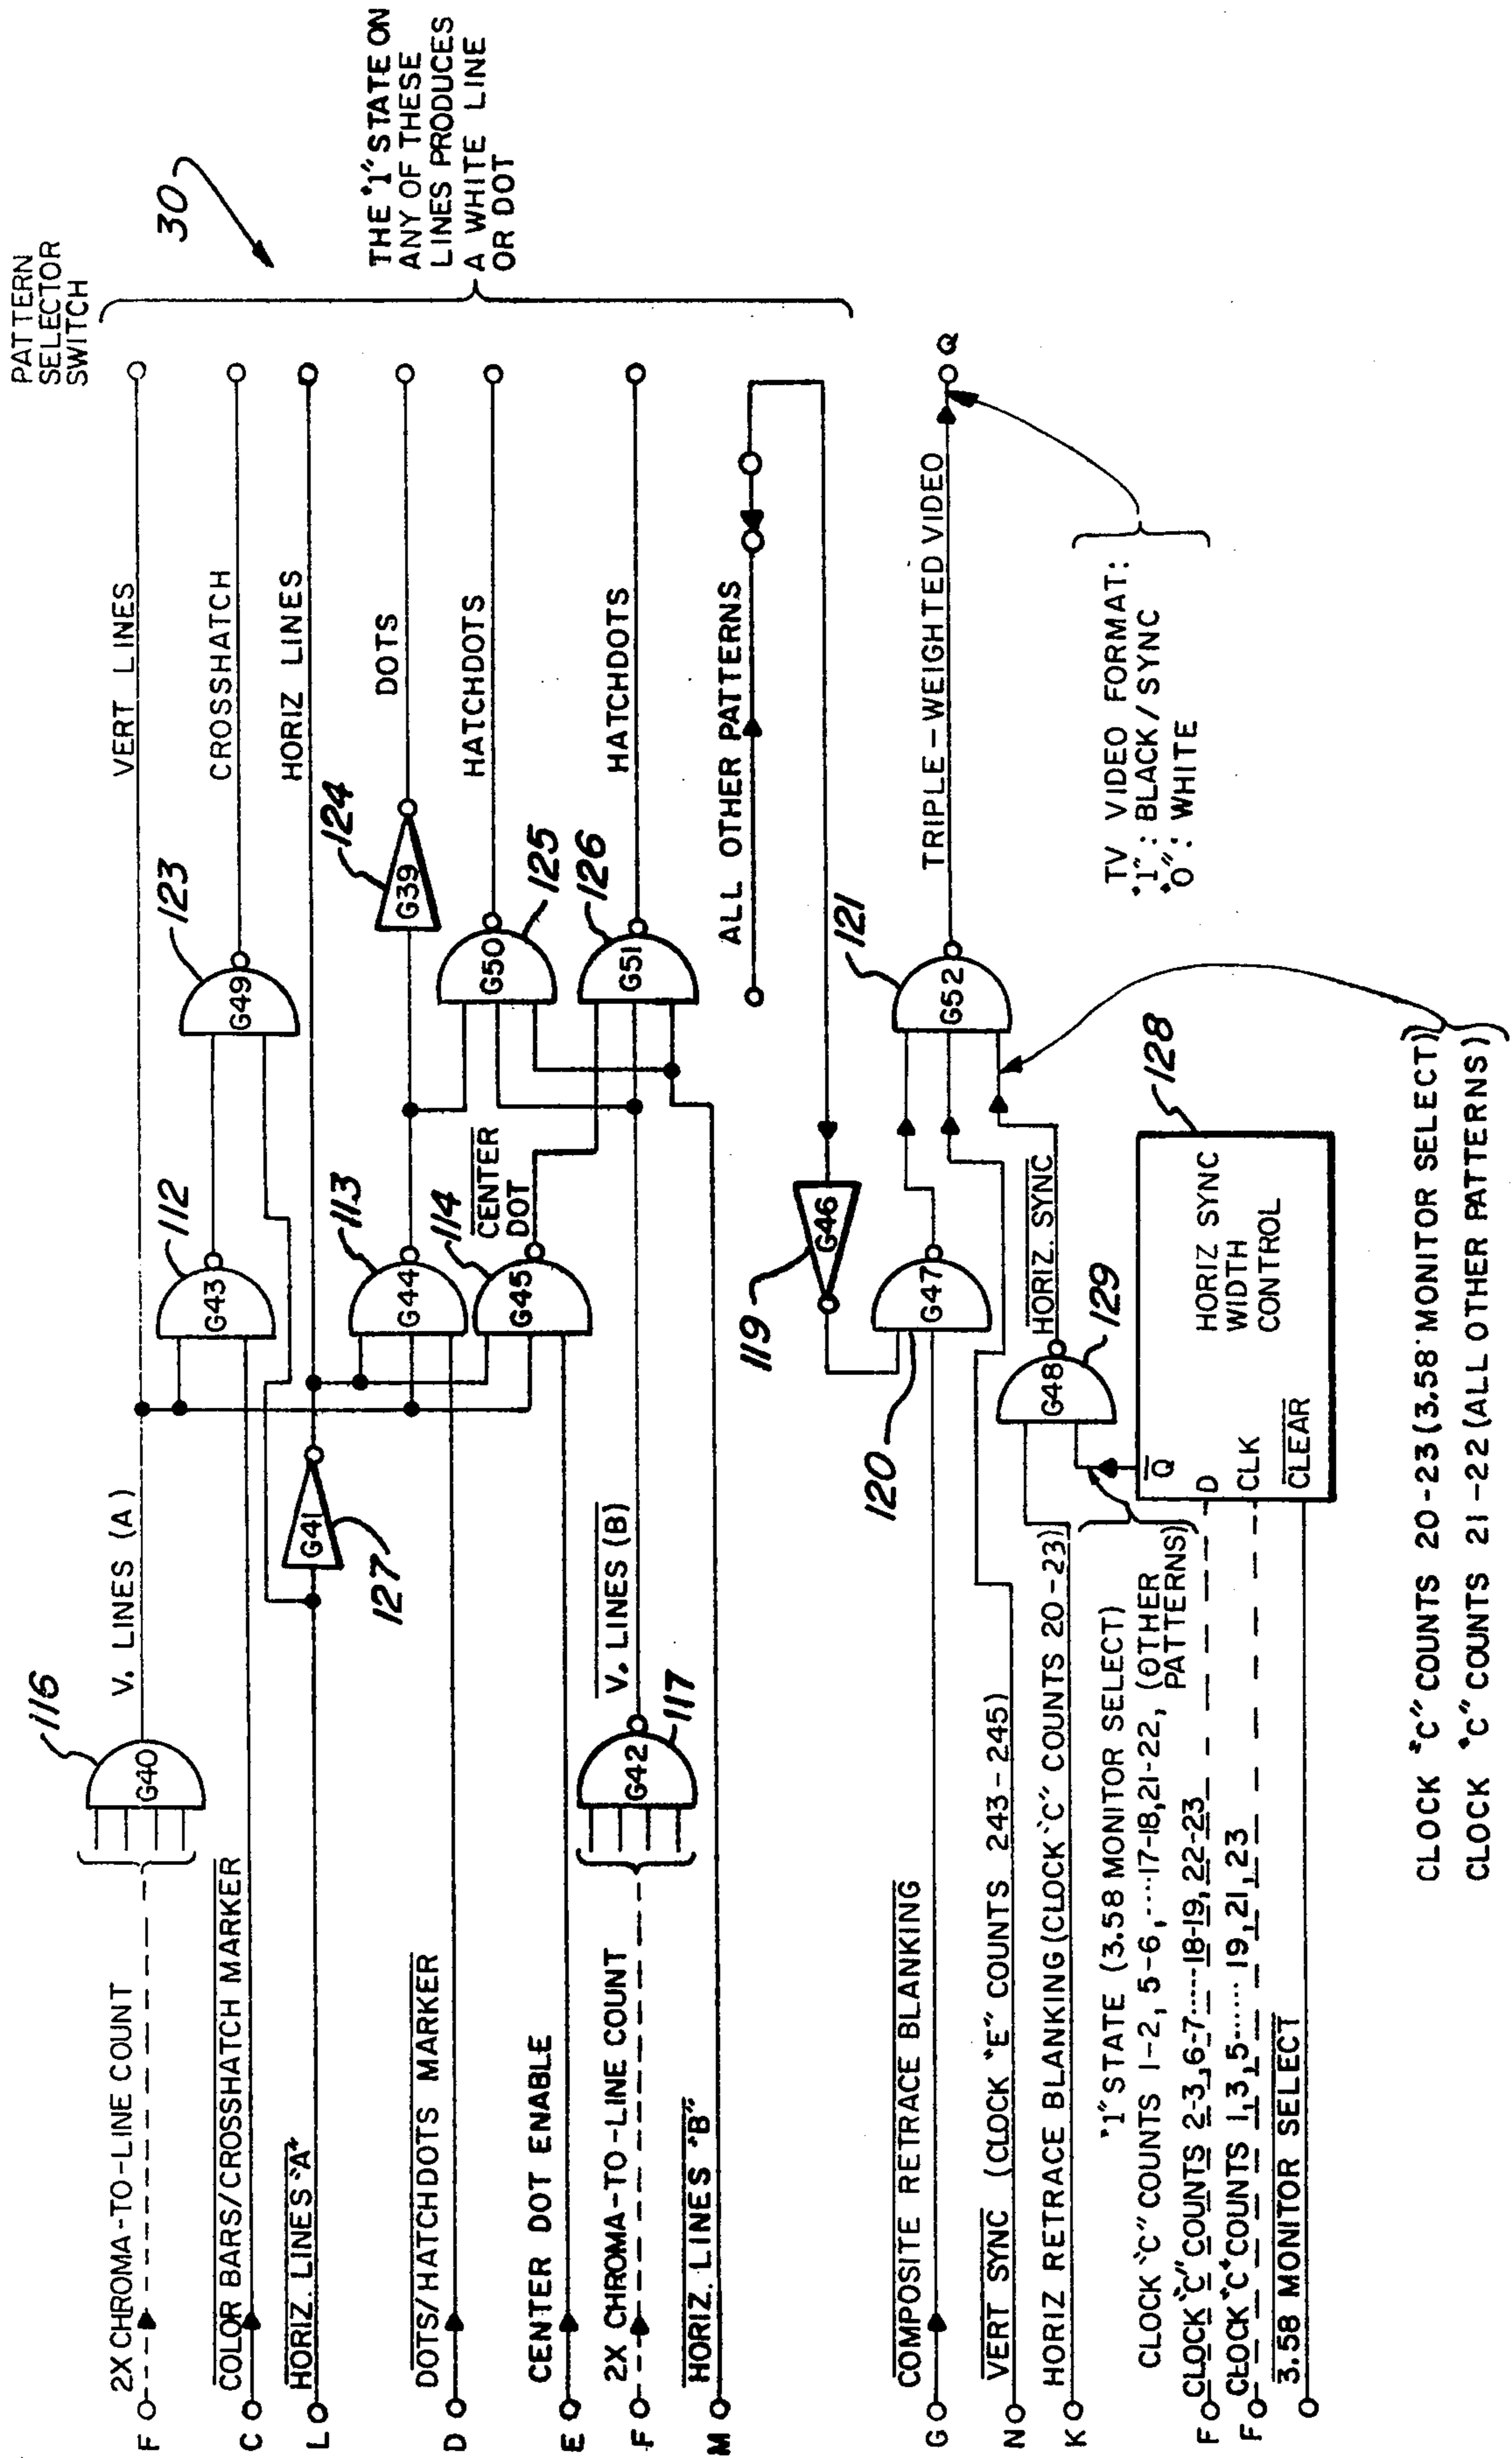 PATTERN
SELECTOR
SWITCH
30
THE "1" STATE ON
ANY OF THESE
LINES PRODUCES
A WHITE LINE
OR DOT
F
2X CHROMA-TO-LINE COUNT
116
G40
V. LINES (A)
VERT LINES
C
COLOR BARS/CROSSHATCH MARKER
112
G43
123
G49
CROSSHATCH
L
HORIZ. LINES "A"
G41
127
HORIZ LINES
D
DOTS/HATCHDOTS MARKER
113
G44
124
G39
DOTS
114
G45
CENTER
DOT
E
CENTER DOT ENABLE
G50
125
HATCHDOTS
F
2X CHROMA-TO-LINE COUNT
G42
117
V. LINES (B)
G51
126
HATCHDOTS
M
HORIZ. LINES "B"
ALL OTHER PATTERNS
119
G46
G
COMPOSITE RETRACE BLANKING
120
G47
121
G52
TRIPLE-WEIGHTED VIDEO
Q
N
VERT SYNC (CLOCK "E" COUNTS 243-245)
K
HORIZ RETRACE BLANKING (CLOCK "C" COUNTS 20-23)
G48
129
HORIZ. SYNC
TV VIDEO FORMAT:
"1": BLACK/SYNC
"0": WHITE
"1" STATE (3.58 MONITOR SELECT)
CLOCK "C" COUNTS 1-2, 5-6,....17-18,21-22, (OTHER
PATTERNS)
F
CLOCK "C" COUNTS 2-3,6-7-----18-19, 22-23
F
CLOCK "C" COUNTS 1,3,5...... 19,21,23
3.58 MONITOR SELECT
Q
D
CLK
CLEAR
HORIZ SYNC
WIDTH
CONTROL
128
CLOCK "C" COUNTS 20-23 (3.58 MONITOR SELECT)
CLOCK "C" COUNTS 21-22 (ALL OTHER PATTERNS)